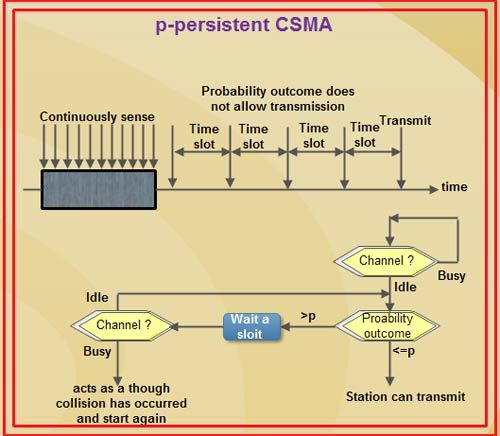 p-persistent CSMA
Probability outcome does
not allow transmission
Continuously sense
Time
slot
Time
slot
Time
slot
Time
slot
Transmit
time
Channel ?
Busy
Idle
Idle
Channel ?
Wait a
sloit
>p
Proability
outcome
Busy
<=p
acts as a though
collision has occurred
and start again
Station can transmit